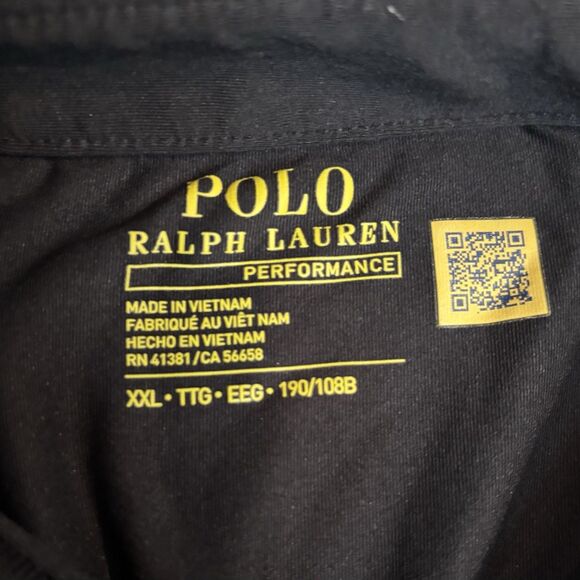 POLO
RALPH LAUREN
PERFORMANCE
MADE IN VIETNAM
FABRIQUÉ AU VIÊT NAM
HECHO EN VIETNAM
RN 41381/CA 56658
XXL • TTG • EEG • 190/108B